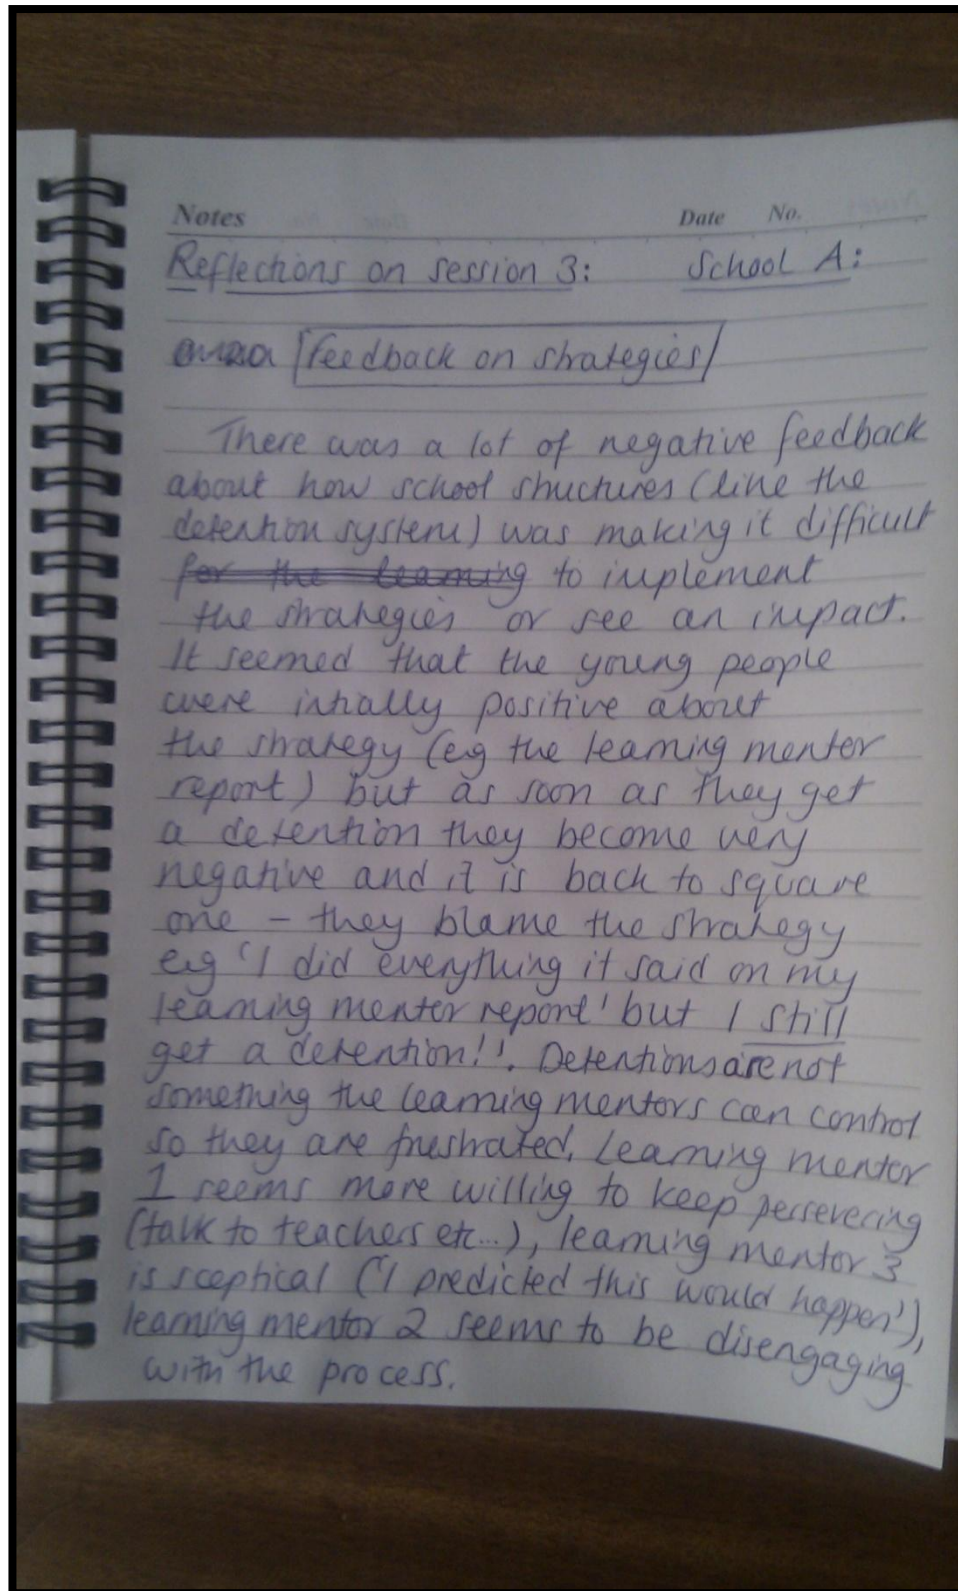 Notes Date No.
Reflections on session 3: School A:
feedback on strategies
There was a lot of negative feedback
about how school structures (like the
detention system) was making it difficult
for the learning to implement
the strategies or see an impact.
It seemed that the young people
were intially positive about
the strategy (eg the learning mentor
report) but as soon as they get
a detention they become very
negative and it is back to square
one – they blame the strategy
eg 'I did everything it said on my
learning mentor report' but I still
get a detention!!'. Detentions are not
something the learning mentors can control
so they are frustrated. Learning mentor
1 seems more willing to keep persevering
(talk to teachers etc...), learning mentor 3
is sceptical ('I predicted this would happen'),
learning mentor 2 seems to be disengaging
with the process.